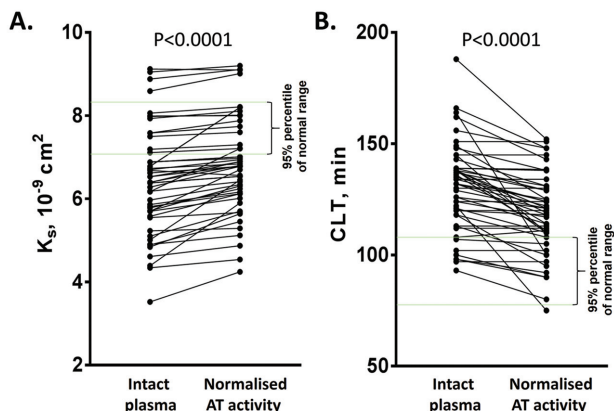 A.
P<0.0001
10
8
6
4
2
Ks, 10-9 cm2
95% percentile
of normal range
Intact
plasma
Normalised
AT activity
B.
P<0.0001
200
150
100
50
CLT, min
95% percentile
of normal range
Intact
plasma
Normalised
AT activity